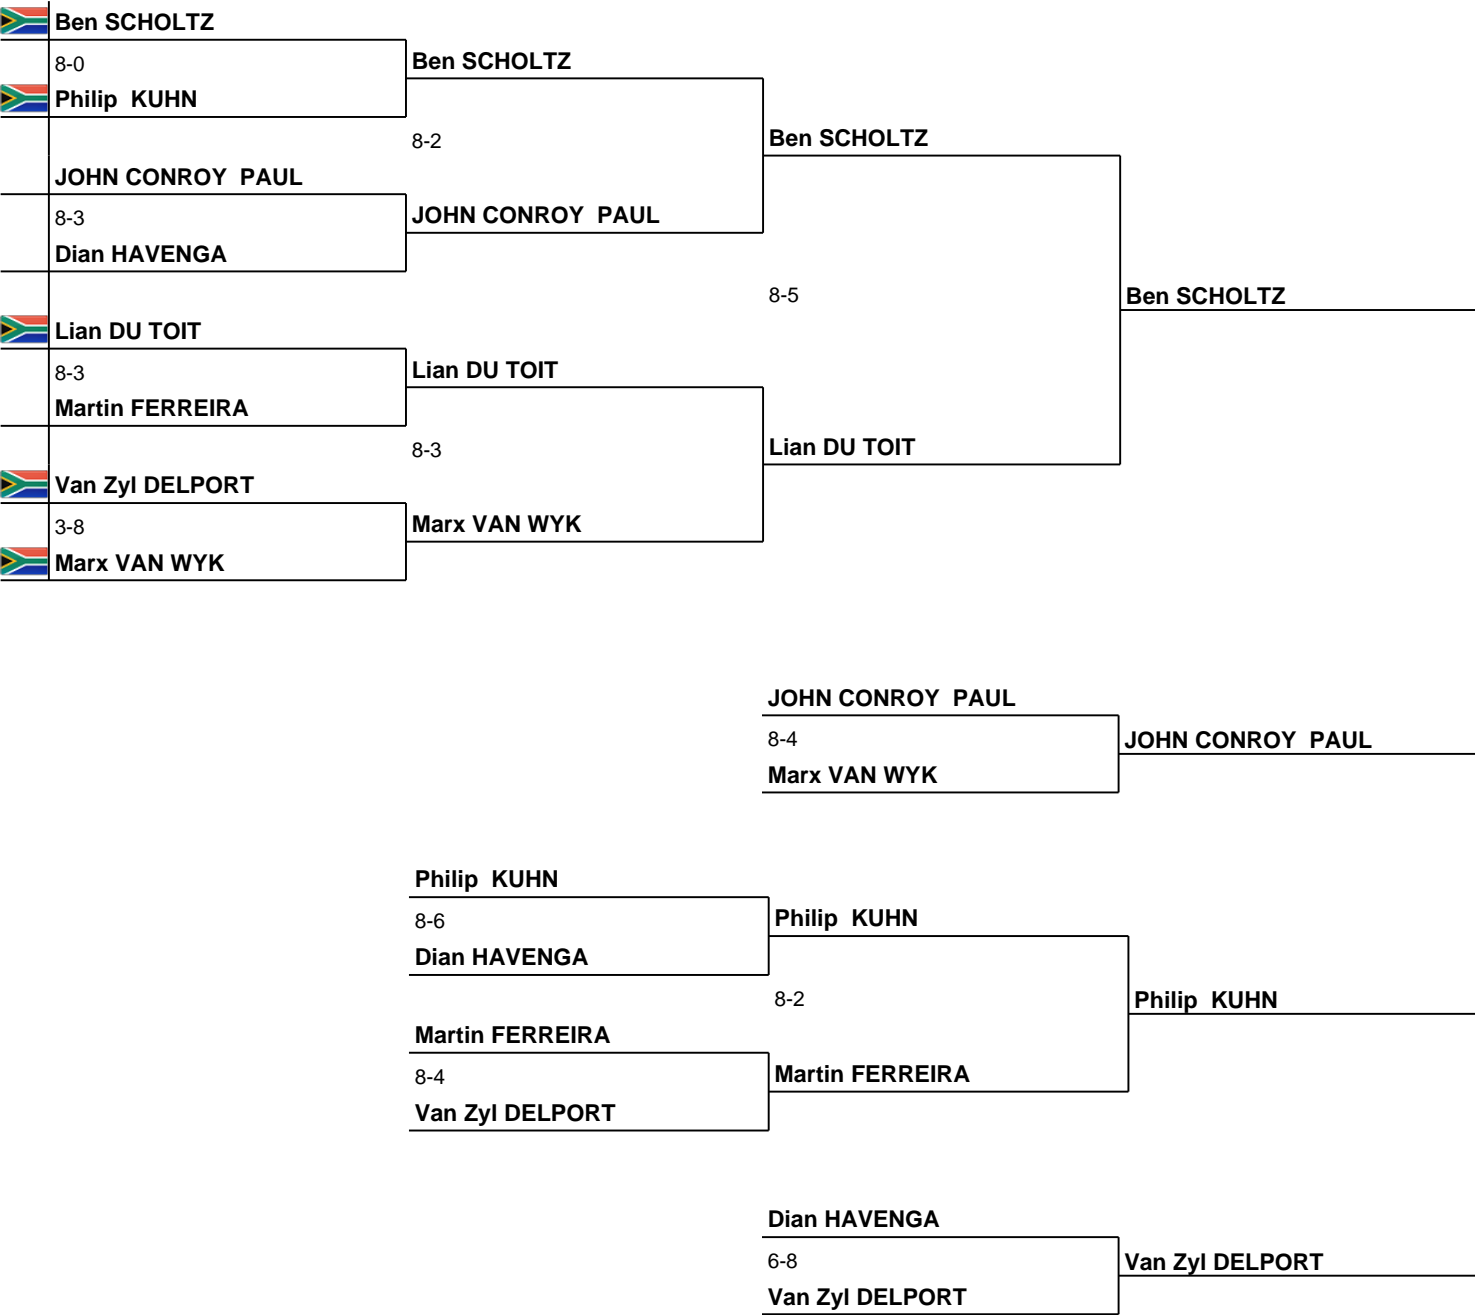 Ben SCHOLTZ
8-0
Ben SCHOLTZ
Philip KUHN
8-2
Ben SCHOLTZ
JOHN CONROY PAUL
8-3
JOHN CONROY PAUL
Dian HAVENGA
8-5
Ben SCHOLTZ
Lian DU TOIT
8-3
Lian DU TOIT
Martin FERREIRA
8-3
Lian DU TOIT
Van Zyl DELPORT
3-8
Marx VAN WYK
Marx VAN WYK
JOHN CONROY PAUL
8-4
JOHN CONROY PAUL
Marx VAN WYK
Philip KUHN
8-6
Philip KUHN
Dian HAVENGA
8-2
Philip KUHN
Martin FERREIRA
8-4
Martin FERREIRA
Van Zyl DELPORT
Dian HAVENGA
6-8
Van Zyl DELPORT
Van Zyl DELPORT